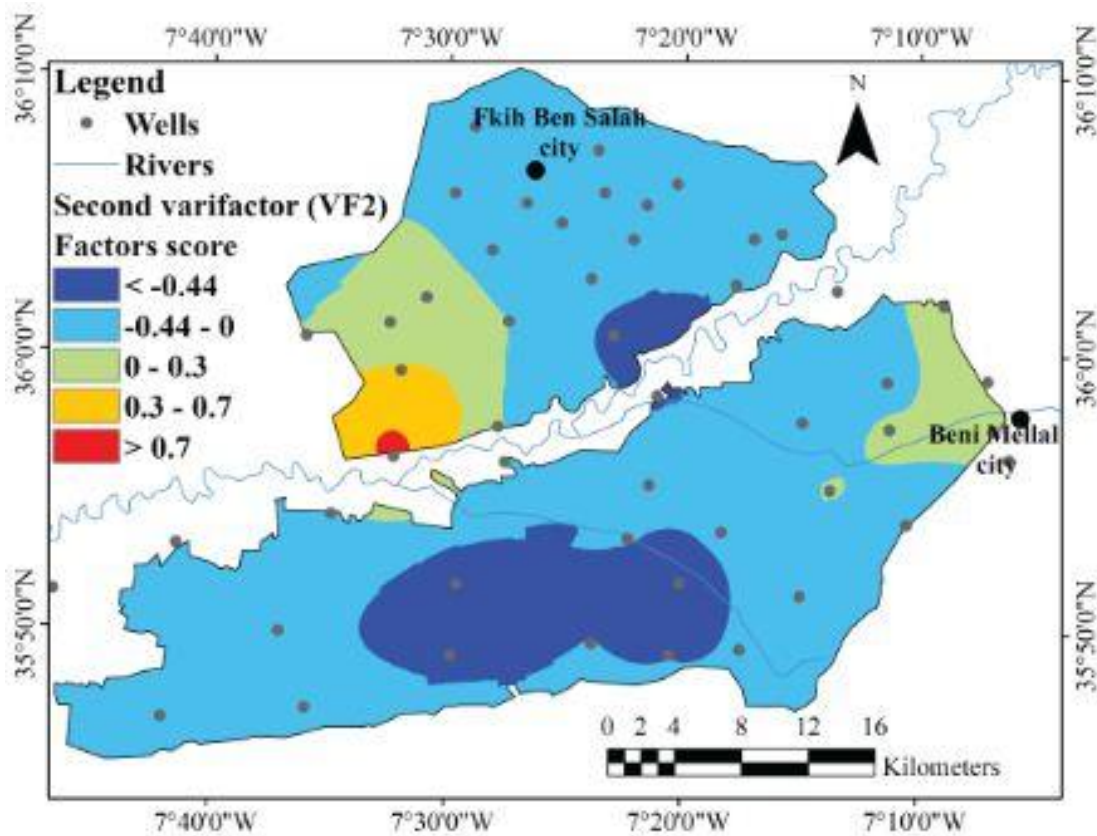 7°40'0"W 7°30'0"W 7°20'0"W 7°10'0"W
36°10'0"N
36°10'0"N
Legend
Wells
Rivers
Second varifactor (VF2)
Factors score
< -0.44
-0.44 - 0
0 - 0.3
0.3 - 0.7
> 0.7
N
Fkih Ben Salah
city
36°0'0"N
36°0'0"N
Beni Mellal
city
35°50'0"N
35°50'0"N
0 2 4 8 12 16
Kilometers
7°40'0"W 7°30'0"W 7°20'0"W 7°10'0"W